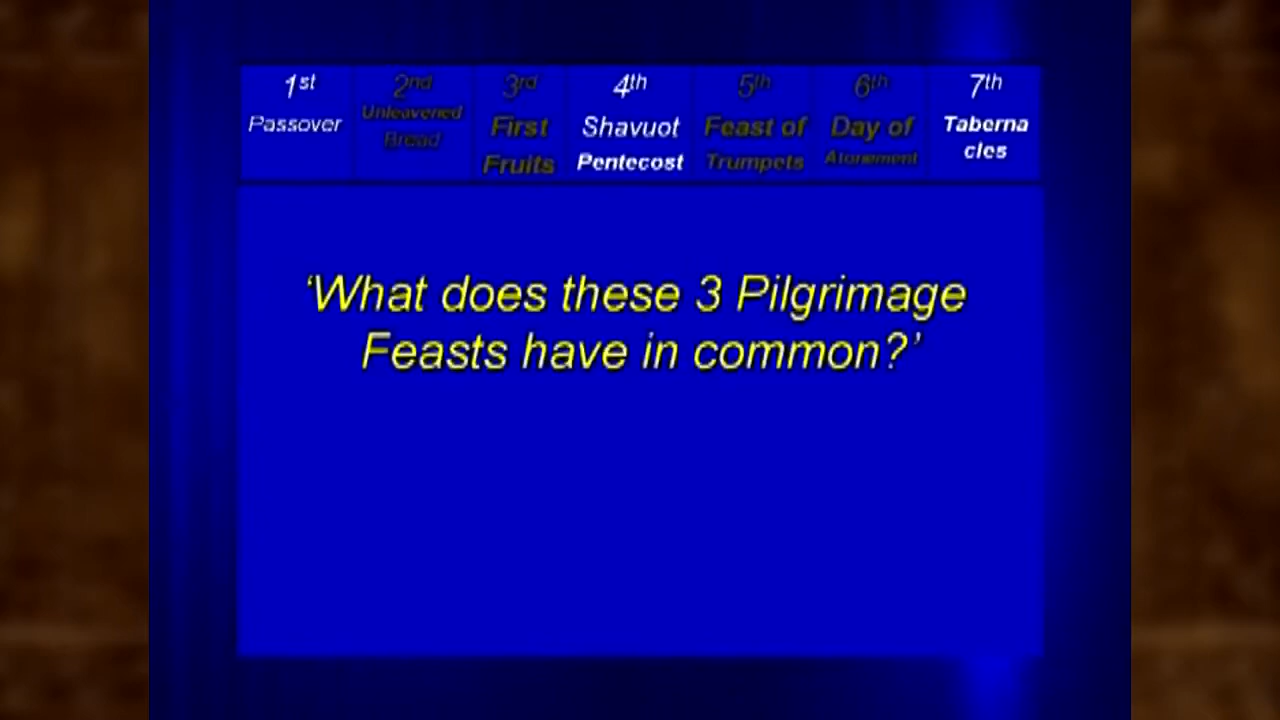 1st 2nd 3rd 4th 5th 6th 7th
Passover Unleavened Bread First Fruits Shavuot Pentecost Feast of Trumpets Day of Atonement Taberna cles
'What does these 3 Pilgrimage
Feasts have in common?'